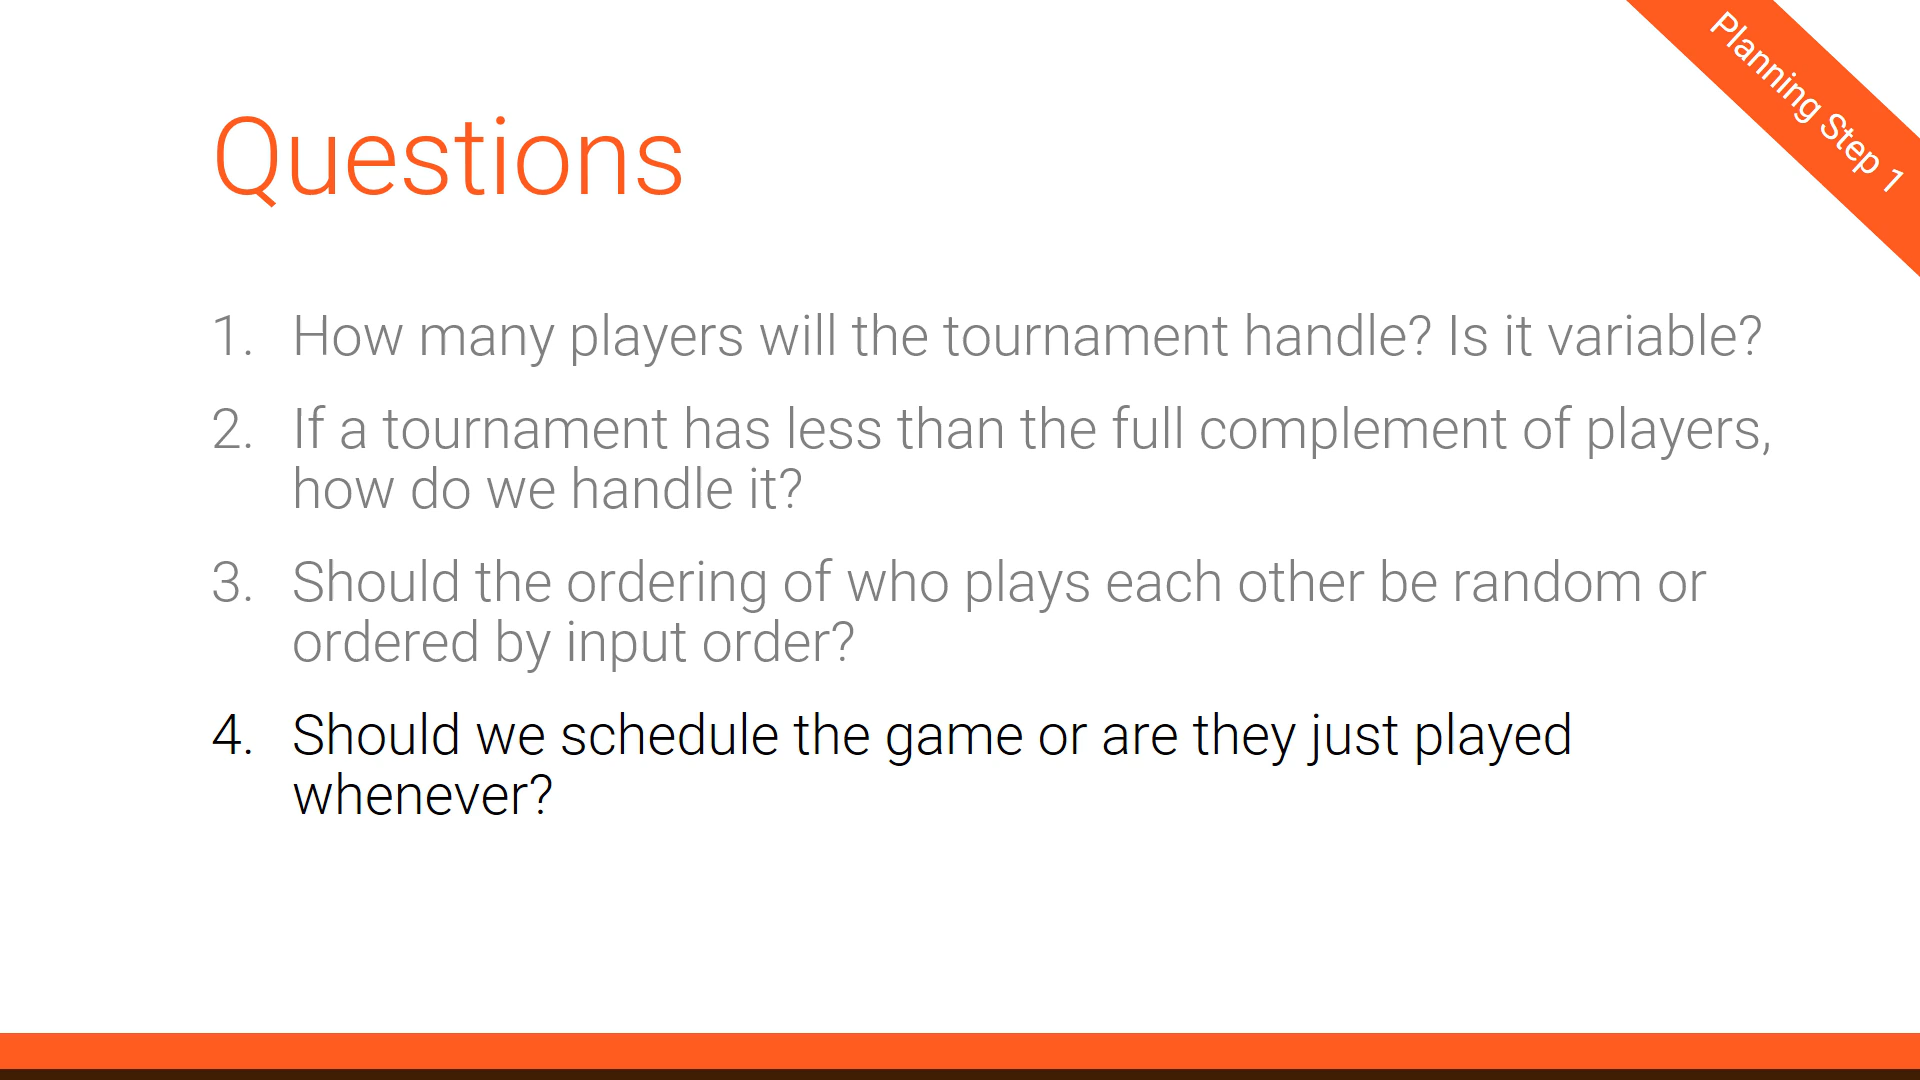 Planning Step 1
Questions
1. How many players will the tournament handle? Is it variable?
2. If a tournament has less than the full complement of players,
how do we handle it?
3. Should the ordering of who plays each other be random or
ordered by input order?
4. Should we schedule the game or are they just played
whenever?